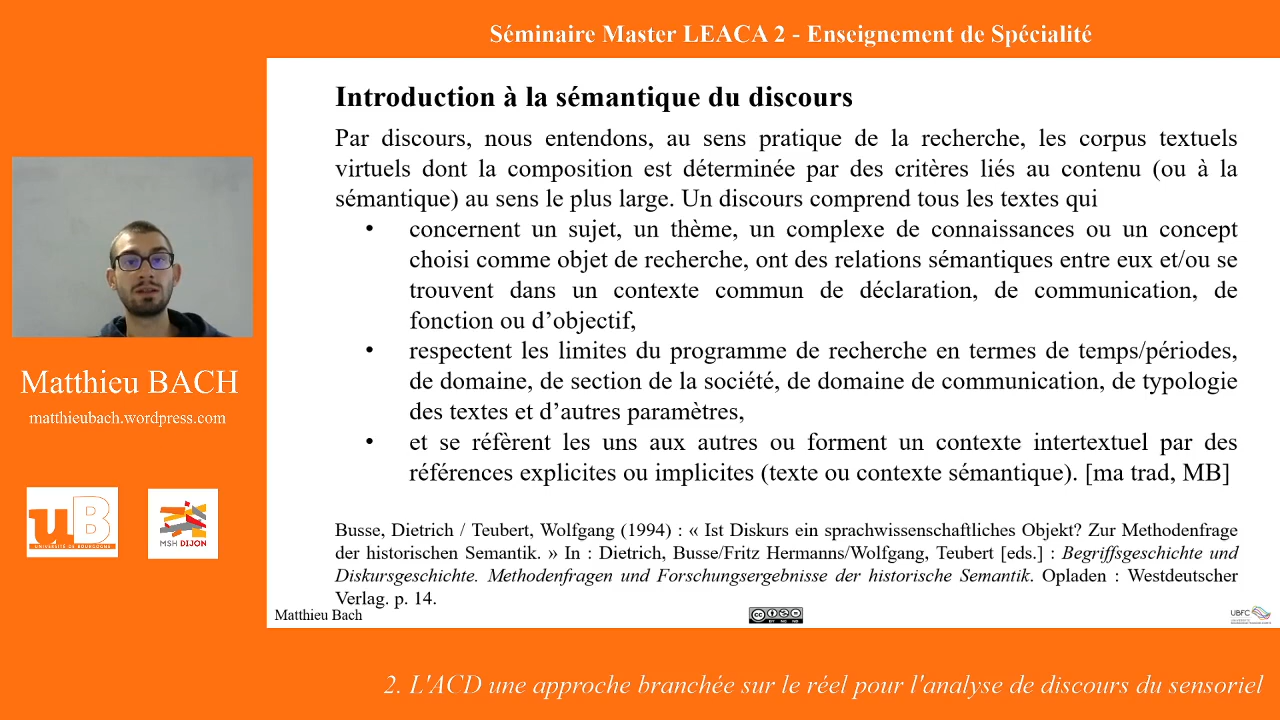 Séminaire Master LEACA 2 - Enseignement de Spécialité
Introduction à la sémantique du discours
Par discours, nous entendons, au sens pratique de la recherche, les corpus textuels
virtuels dont la composition est déterminée par des critères liés au contenu (ou à la
sémantique) au sens le plus large. Un discours comprend tous les textes qui
• concernent un sujet, un thème, un complexe de connaissances ou un concept
choisi comme objet de recherche, ont des relations sémantiques entre eux et/ou se
trouvent dans un contexte commun de déclaration, de communication, de
fonction ou d’objectif,
• respectent les limites du programme de recherche en termes de temps/périodes,
de domaine, de section de la société, de domaine de communication, de typologie
des textes et d’autres paramètres,
• et se réfèrent les uns aux autres ou forment un contexte intertextuel par des
références explicites ou implicites (texte ou contexte sémantique). [ma trad, MB]
Busse, Dietrich / Teubert, Wolfgang (1994) : « Ist Diskurs ein sprachwissenschaftliches Objekt? Zur Methodenfrage
der historischen Semantik. » In : Dietrich, Busse/Fritz Hermanns/Wolfgang, Teubert [eds.] : Begriffsgeschichte und
Diskursgeschichte. Methodenfragen und Forschungsergebnisse der historische Semantik. Opladen : Westdeutscher
Verlag. p. 14.
Matthieu Bach
cc
BY NC ND
UBFC
Matthieu BACH
matthieubach.wordpress.com
uB
UNIVERSITÉ DE BOURGOGNE
MSH DIJON
2. L'ACD une approche branchée sur le réel pour l'analyse de discours du sensoriel